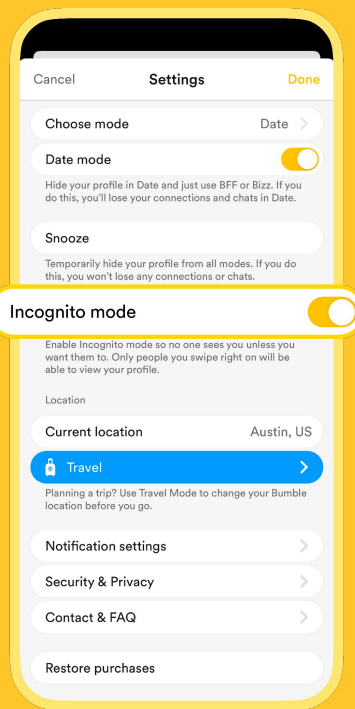 Cancel Settings Done
Choose mode Date
Date mode
Hide your profile in Date and just use BFF or Bizz. If you
do this, you'll lose your connections and chats in Date.
Snooze
Temporarily hide your profile from all modes. If you do
this, you won't lose any connections or chats.
Incognito mode
Enable Incognito mode so no one sees you unless you
want them to. Only people you swipe right on will be
able to view your profile.
Location
Current location Austin, US
Travel
Planning a trip? Use Travel Mode to change your Bumble
location before you go.
Notification settings
Security & Privacy
Contact & FAQ
Restore purchases